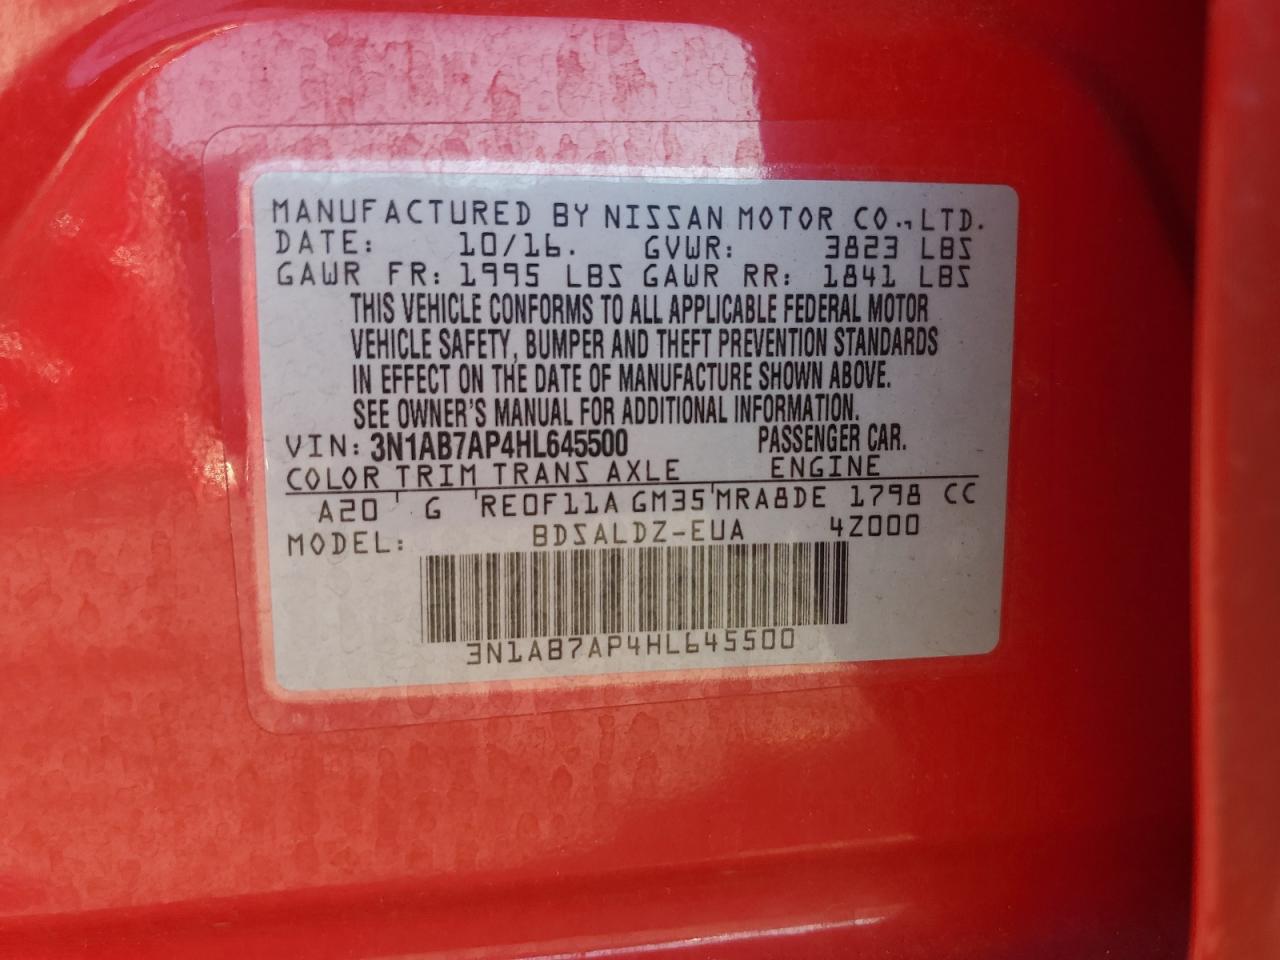 MANUFACTURED BY NISSAN MOTOR CO., LTD.
DATE: 10/16. GVWR: 3823 LBS
GAWR FR: 1995 LBS GAWR RR: 1841 LBS
THIS VEHICLE CONFORMS TO ALL APPLICABLE FEDERAL MOTOR
VEHICLE SAFETY, BUMPER AND THEFT PREVENTION STANDARDS
IN EFFECT ON THE DATE OF MANUFACTURE SHOWN ABOVE.
SEE OWNER'S MANUAL FOR ADDITIONAL INFORMATION.
VIN: 3N1AB7AP4HL645500 PASSENGER CAR.
COLOR TRIM TRANS AXLE ENGINE
A20 G RE0F11A GM35 MRA8DE 1798 CC
MODEL: BDSALDZ-EUA 4Z000
3N1AB7AP4HL645500